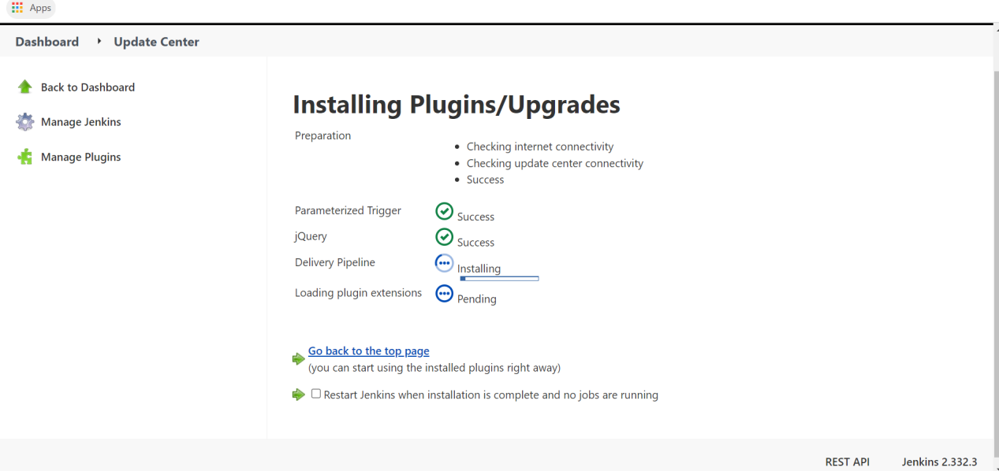 Apps
Dashboard
Update Center
Back to Dashboard
Manage Jenkins
Manage Plugins
Installing Plugins/Upgrades
Preparation
Checking internet connectivity
Checking update center connectivity
Success
Parameterized Trigger
Success
jQuery
Success
Delivery Pipeline
Installing
Loading plugin extensions
Pending
Go back to the top page
(you can start using the installed plugins right away)
Restart Jenkins when installation is complete and no jobs are running
REST API
Jenkins 2.332.3